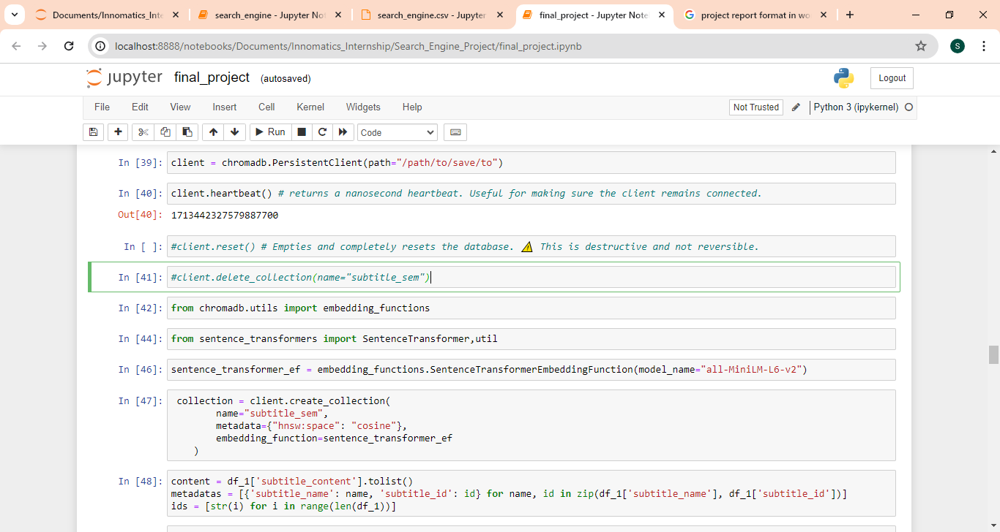 Documents/Innomatics_Inte
search_engine - Jupyter Not
search_engine.csv - Jupyter
final_project - Jupyter Note
project report format in wo
localhost:8888/notebooks/Documents/Innomatics_Internship/Search_Engine_Project/final_project.ipynb
S
jupyter final_project (autosaved)
Logout
File Edit View Insert Cell Kernel Widgets Help
Not Trusted
Python 3 (ipykernel)
Run
Code
In [39]: client = chromadb.PersistentClient(path="/path/to/save/to")
In [40]: client.heartbeat() # returns a nanosecond heartbeat. Useful for making sure the client remains connected.
Out[40]: 1713442327579887700
In [ ]: #client.reset() # Empties and completely resets the database. ⚠️ This is destructive and not reversible.
In [41]: #client.delete_collection(name="subtitle_sem")
In [42]: from chromadb.utils import embedding_functions
In [44]: from sentence_transformers import SentenceTransformer,util
In [46]: sentence_transformer_ef = embedding_functions.SentenceTransformerEmbeddingFunction(model_name="all-MiniLM-L6-v2")
In [47]: collection = client.create_collection(
name="subtitle_sem",
metadata={"hnsw:space": "cosine"},
embedding_function=sentence_transformer_ef
)
In [48]: content = df_1['subtitle_content'].tolist()
metadatas = [{'subtitle_name': name, 'subtitle_id': id} for name, id in zip(df_1['subtitle_name'], df_1['subtitle_id'])]
ids = [str(i) for i in range(len(df_1))]